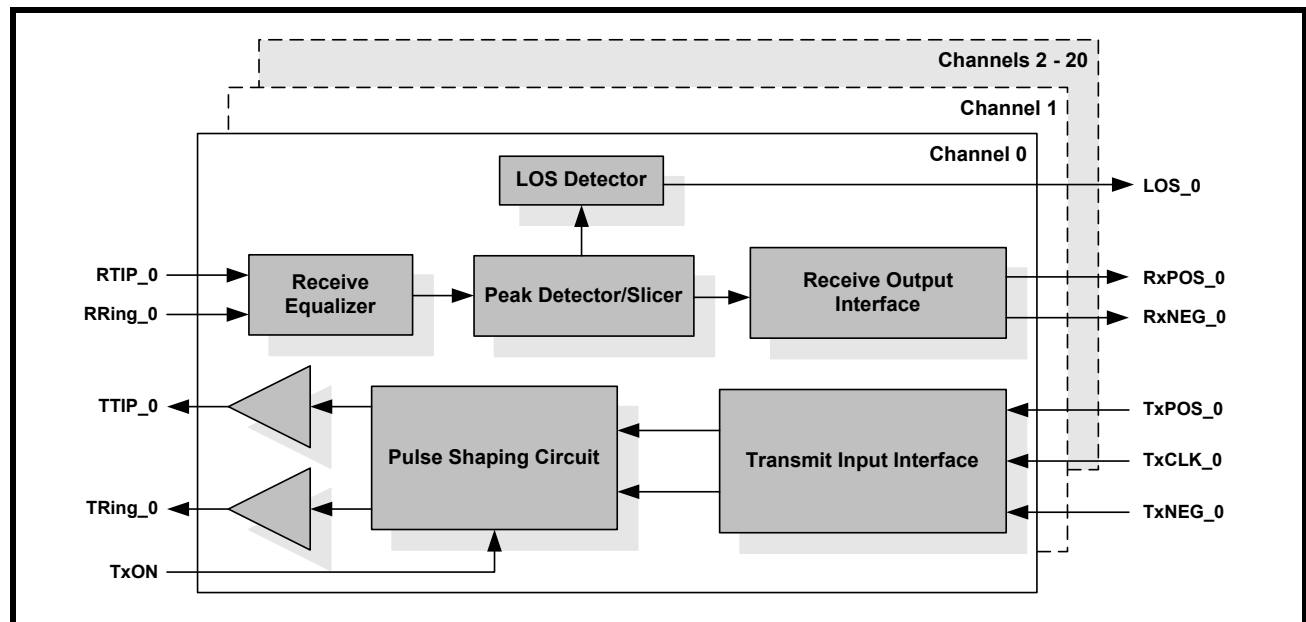 Channels 2 - 20
Channel 1
Channel 0
LOS Detector
LOS_0
RTIP_0
RRing_0
Receive
Equalizer
Peak Detector/Slicer
Receive Output
Interface
RxPOS_0
RxNEG_0
TTIP_0
TRing_0
TxON
Pulse Shaping Circuit
Transmit Input Interface
TxPOS_0
TxCLK_0
TxNEG_0